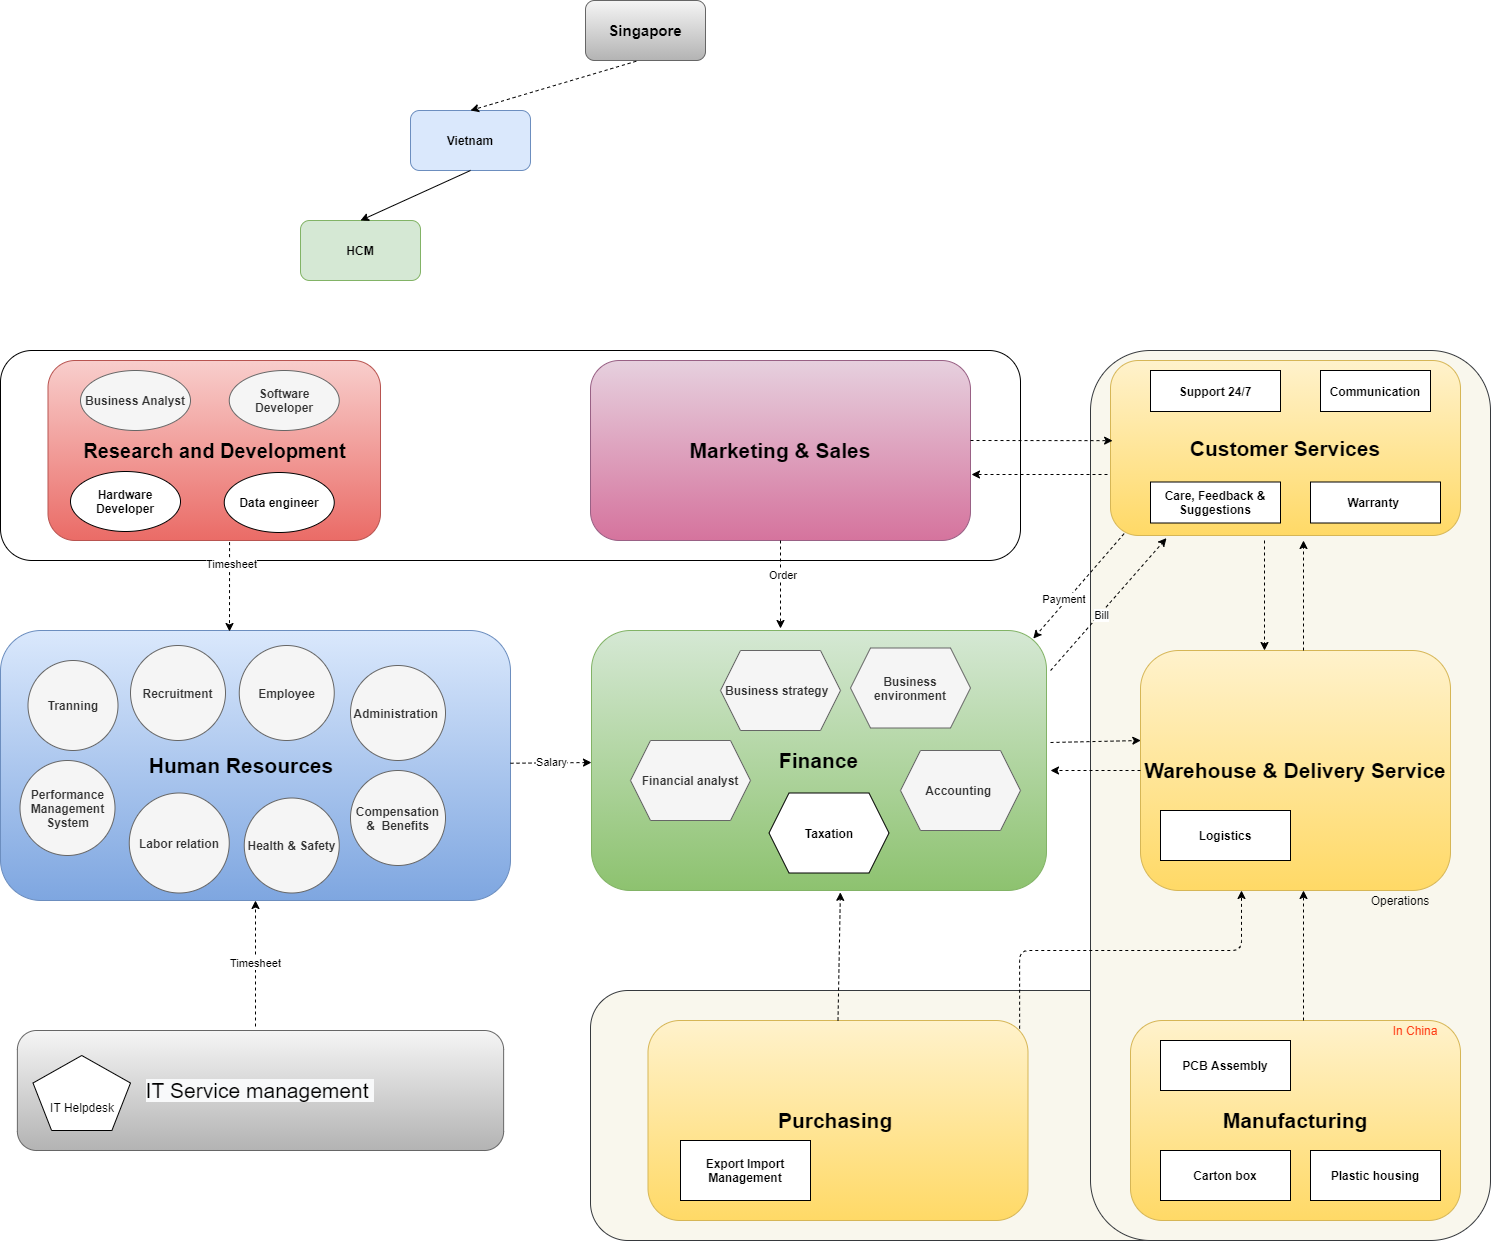 Singapore
Vietnam
HCM
Business Analyst
Software
Developer
Research and Development
Hardware
Developer
Data engineer
Marketing & Sales
Support 24/7
Communication
Customer Services
Care, Feedback &
Suggestions
Warranty
Timesheet
Order
Payment
Bill
Tranning
Recruitment
Employee
Administration
Human Resources
Performance
Management
System
Labor relation
Health & Safety
Compensation
& Benefits
Salary
Business strategy
Business
environment
Finance
Financial analyst
Accounting
Taxation
Warehouse & Delivery Service
Logistics
Operations
Timesheet
IT Helpdesk
IT Service management
Purchasing
Export Import
Management
In China
PCB Assembly
Manufacturing
Carton box
Plastic housing